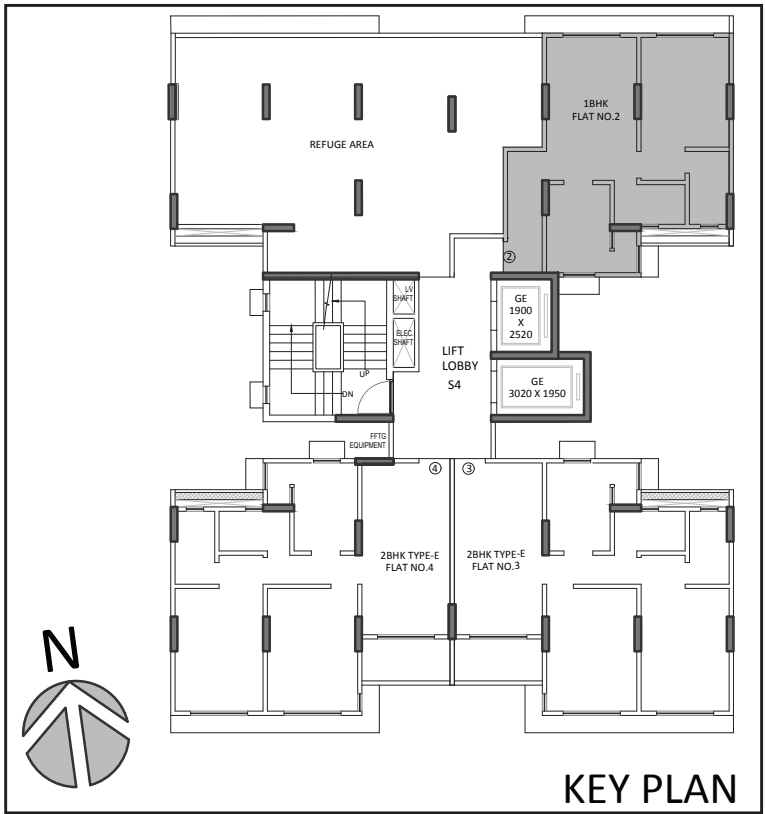 1BHK
FLAT NO.2
REFUGE AREA
2
LV
SHAFT
GE
1900
X
2520
ELEC.
SHAFT
LIFT
LOBBY
S4
UP
DN
GE
3020 X 1950
FFTG
EQUIPMENT
4
3
2BHK TYPE-E
FLAT NO.4
2BHK TYPE-E
FLAT NO.3
N
KEY PLAN